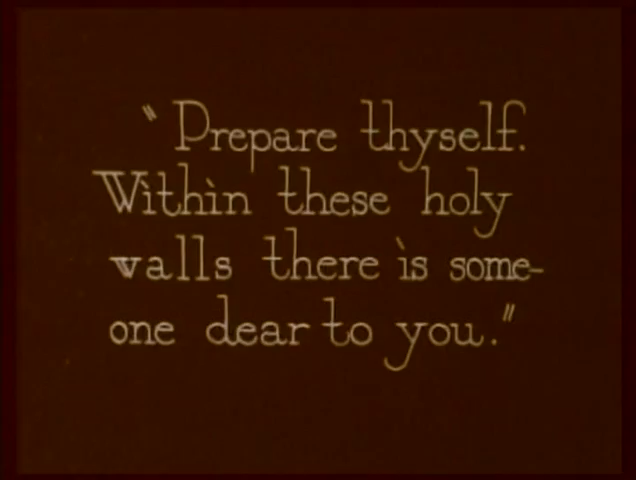 "Prepare thyself.
Within these holy
walls there is some-
one dear to you."